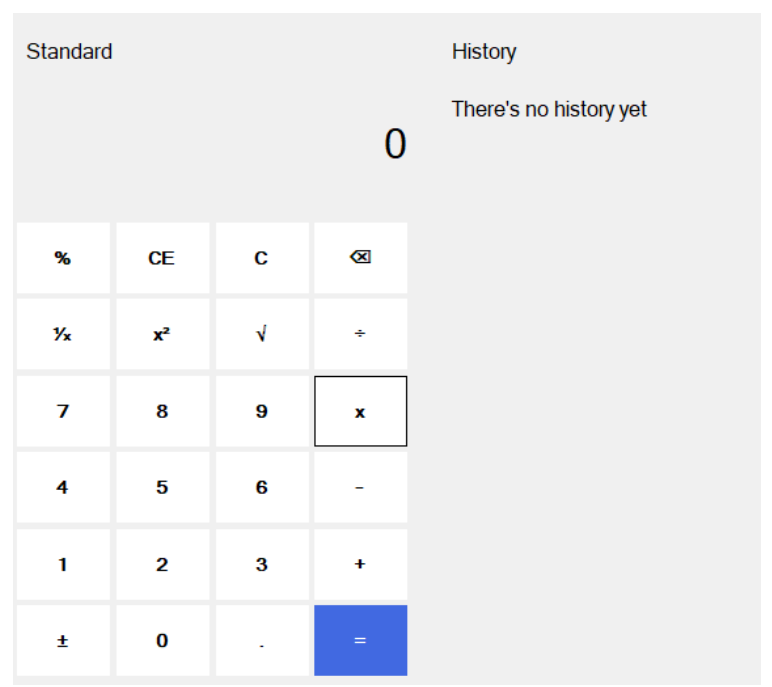 Standard
History
There's no history yet
0
% CE C ⌫
¹⁄x x² √ ÷
7 8 9 x
4 5 6 -
1 2 3 +
± 0 . =